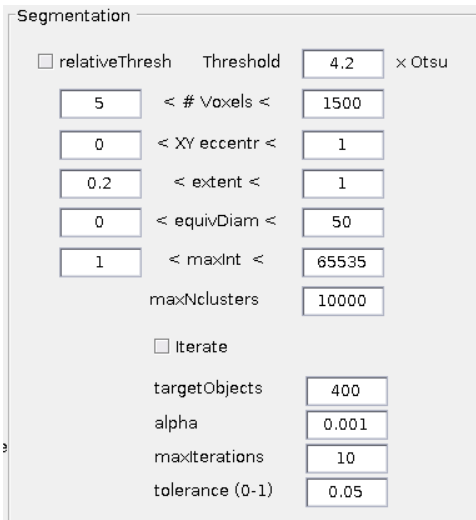 Segmentation
relativeThresh Threshold 4.2 x Otsu
5 < # Voxels < 1500
0 < XY eccentr < 1
0.2 < extent < 1
0 < equivDiam < 50
1 < maxInt < 65535
maxNclusters 10000
Iterate
targetObjects 400
alpha 0.001
maxIterations 10
tolerance (0-1) 0.05